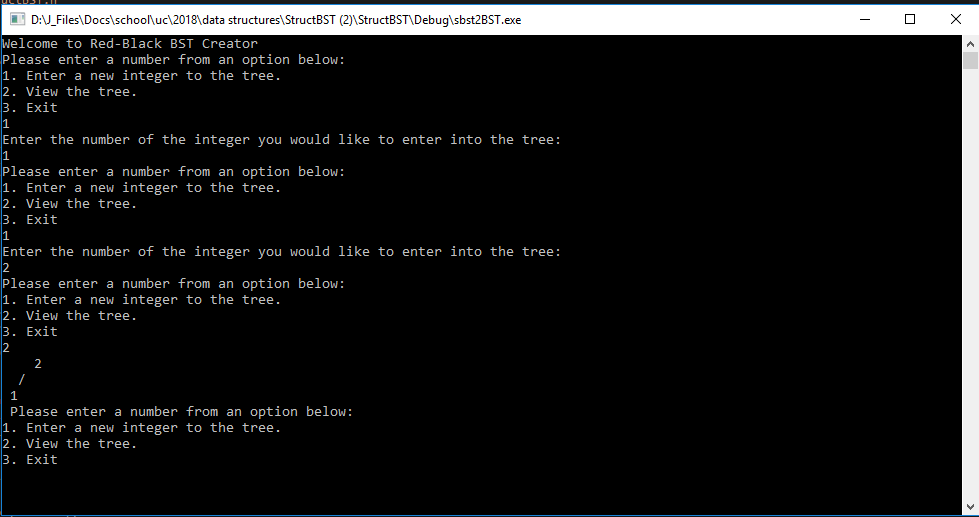 D:\J_Files\Docs\school\uc\2018\data structures\StructBST (2)\StructBST\Debug\sbst2BST.exe
Welcome to Red-Black BST Creator
Please enter a number from an option below:
1. Enter a new integer to the tree.
2. View the tree.
3. Exit
1
Enter the number of the integer you would like to enter into the tree:
1
Please enter a number from an option below:
1. Enter a new integer to the tree.
2. View the tree.
3. Exit
1
Enter the number of the integer you would like to enter into the tree:
2
Please enter a number from an option below:
1. Enter a new integer to the tree.
2. View the tree.
3. Exit
2
    2
  /
 1
 Please enter a number from an option below:
1. Enter a new integer to the tree.
2. View the tree.
3. Exit